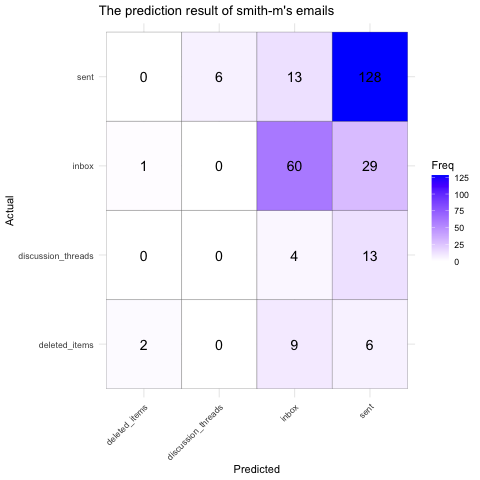 The prediction result of smith-m's emails
Actual
sent
0
6
13
128
inbox
1
0
60
29
discussion_threads
0
0
4
13
deleted_items
2
0
9
6
deleted_items
discussion_threads
inbox
sent
Predicted
Freq
125
100
75
50
25
0